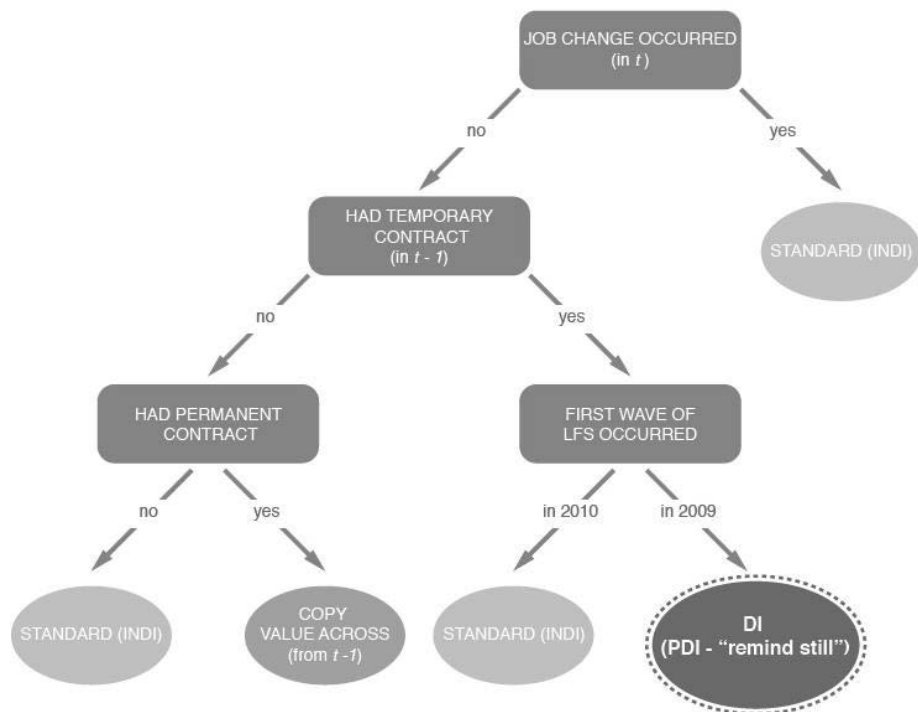 JOB CHANGE OCCURRED
(in t )
no
yes
HAD TEMPORARY
CONTRACT
(in t - 1)
STANDARD (INDI)
no
yes
HAD PERMANENT
CONTRACT
FIRST WAVE OF
LFS OCCURRED
no
yes
in 2010
in 2009
STANDARD (INDI)
COPY
VALUE ACROSS
(from t -1)
STANDARD (INDI)
DI
(PDI - “remind still”)